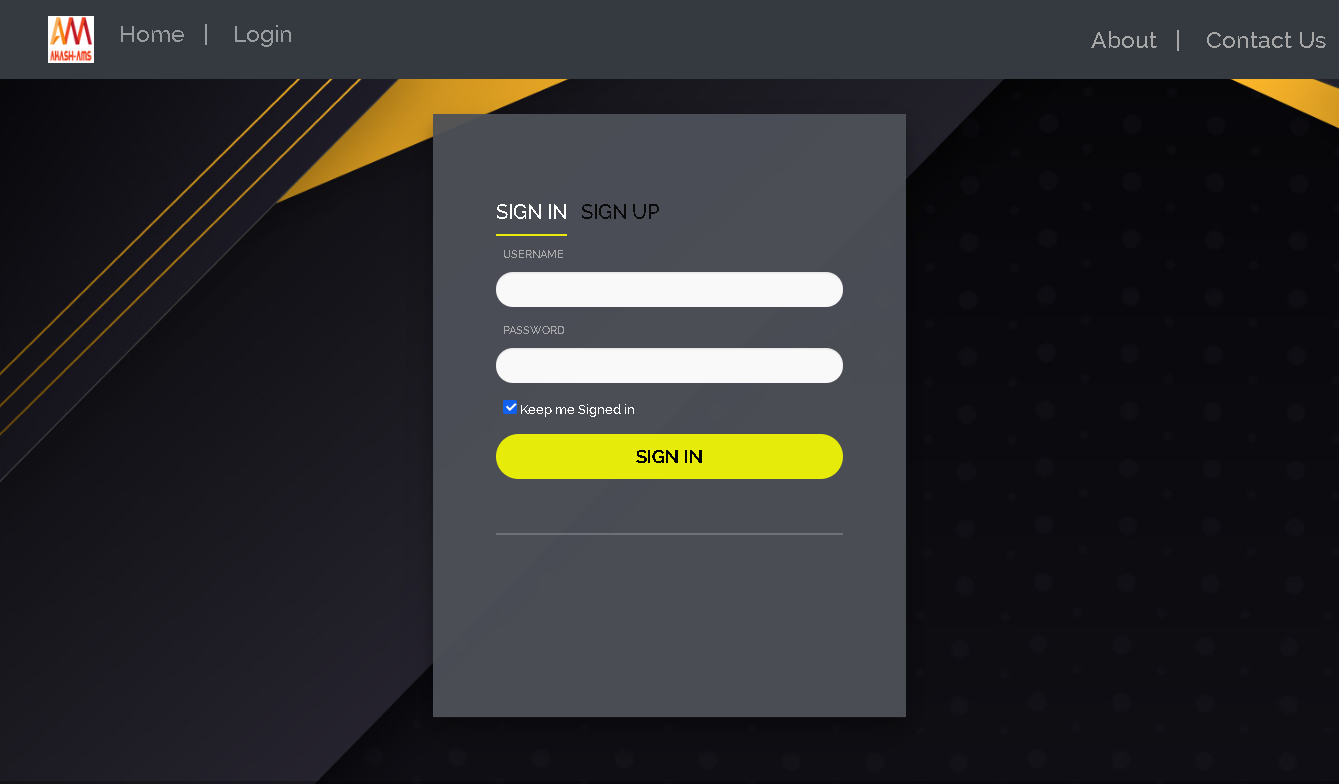 AM
AKASH-AMS
Home | Login
About | Contact Us
SIGN IN SIGN UP
USERNAME
PASSWORD
Keep me Signed in
SIGN IN